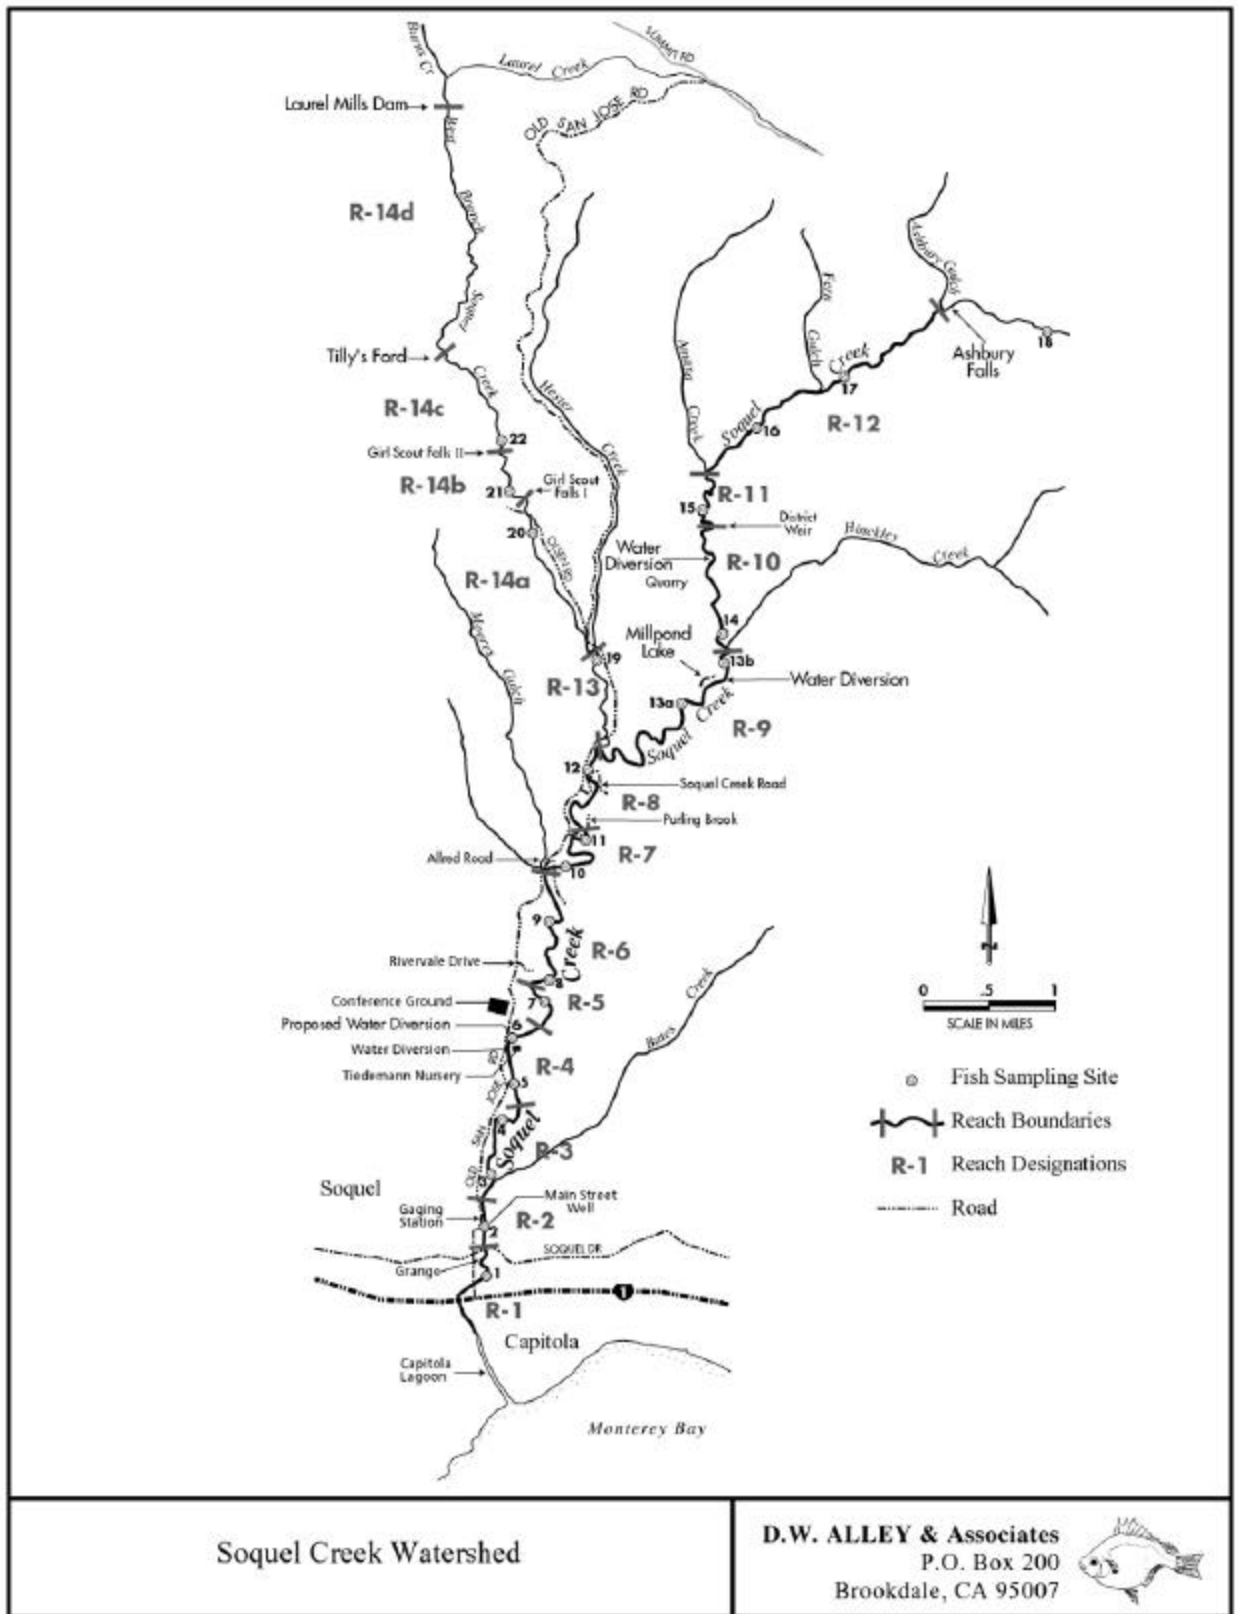 Burns Cr
SUMMIT RD
Laurel Creek
Laurel Mills Dam
OLD SAN JOSE RD
West
Branch
Soquel
Creek
R-14d
Ashbury Gulch
Fern
Gulch
Amaya
Creek
18
Ashbury
Falls
Tilly's Ford
Soquel Creek
17
R-14c
Hester
Creek
16
R-12
22
Girl Scout Falls II
R-14b
Girl Scout
Falls I
21
R-11
15
District
Weir
20
OLSEN RD
Hinckley
Creek
Water
Diversion
Quarry
R-10
R-14a
14
Moores
Gulch
Millpond
Lake
19
13b
Water Diversion
R-13
13a
Soquel Creek
R-9
12
Soquel Creek Road
R-8
Purling Brook
11
R-7
Allred Road
10
9
Creek
R-6
Rivervale Drive
8
Conference Ground
7
R-5
Proposed Water Diversion
6
Water Diversion
Tiedemann Nursery
R-4
5
Bates
Creek
0 .5 1
SCALE IN MILES
Fish Sampling Site
Reach Boundaries
R-1 Reach Designations
Road
4
Soquel
R-3
OLD SAN JOSE RD
3
Soquel
Gaging
Station
Main Street
Well
R-2
2
SOQUEL DR
Grange
1
1
R-1
Capitola
Capitola
Lagoon
Monterey Bay
Soquel Creek Watershed
D.W. ALLEY & Associates
P.O. Box 200
Brookdale, CA 95007